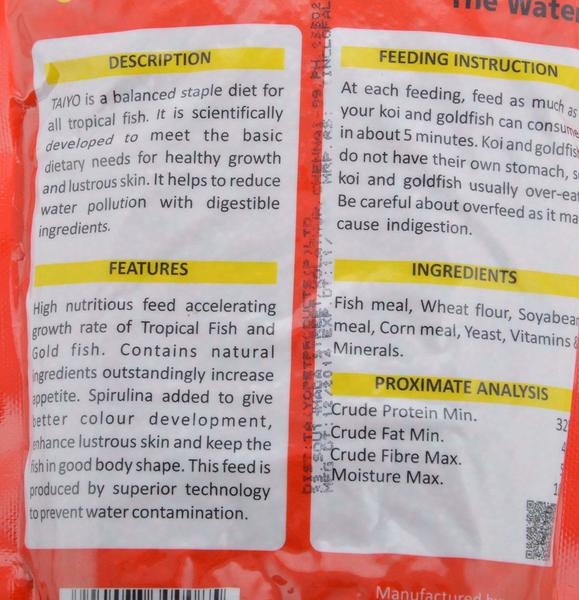 The Water
DESCRIPTION
TAIYO is a balanced staple diet for
all tropical fish. It is scientifically
developed to meet the basic
dietary needs for healthy growth
and lustrous skin. It helps to reduce
water pollution with digestible
ingredients.
FEATURES
High nutritious feed accelerating
growth rate of Tropical Fish and
Gold fish. Contains natural
ingredients outstandingly increase
appetite. Spirulina added to give
better colour development,
enhance lustrous skin and keep the
fish in good body shape. This feed is
produced by superior technology
to prevent water contamination.
FEEDING INSTRUCTION
At each feeding, feed as much as
your koi and goldfish can consume
in about 5 minutes. Koi and goldfis
do not have their own stomach, s
koi and goldfish usually over-ea
Be careful about overfeed as it ma
cause indigestion.
INGREDIENTS
Fish meal, Wheat flour, Soyabean
meal, Corn meal, Yeast, Vitamins &
Minerals.
PROXIMATE ANALYSIS
Crude Protein Min. 32
Crude Fat Min. 4
Crude Fibre Max.
Moisture Max. 1
Manufactured by